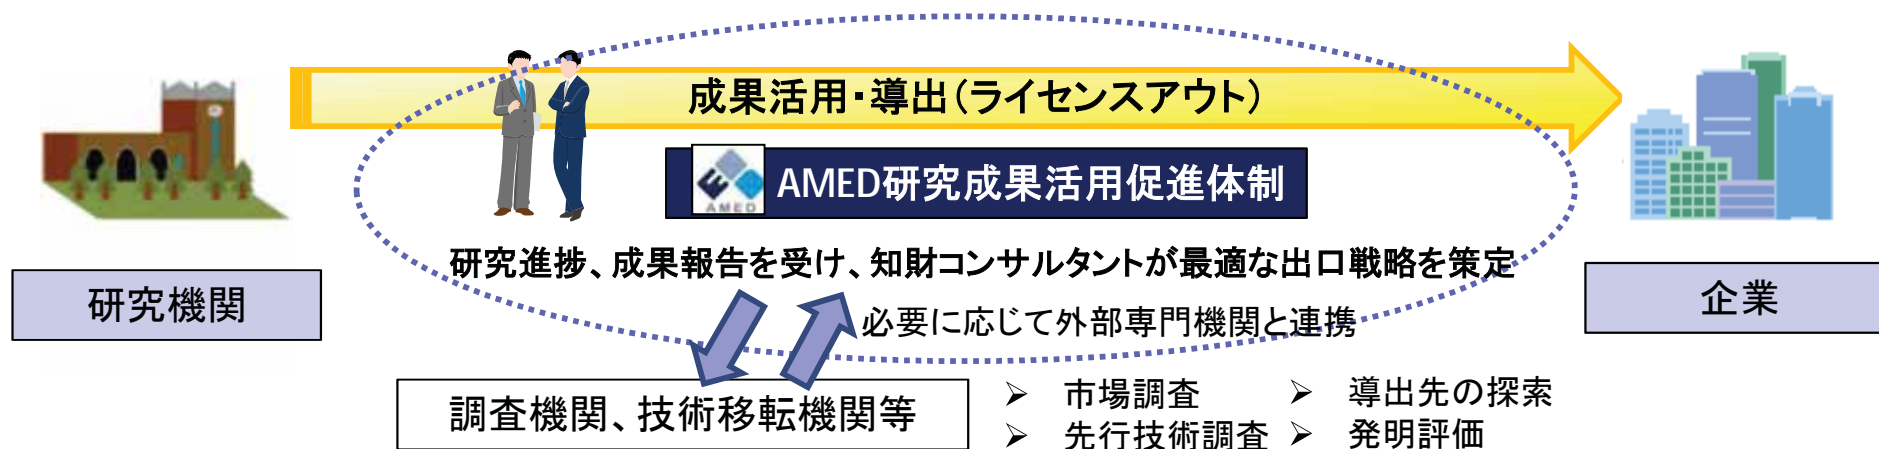 成果活用・導出(ライセンスアウト)
AMED
AMED研究成果活用促進体制
研究進捗、成果報告を受け、知財コンサルタントが最適な出口戦略を策定
研究機関
企業
必要に応じて外部専門機関と連携
調査機関、技術移転機関等
➢ 市場調査
➢ 導出先の探索
➢ 先行技術調査
➢ 発明評価